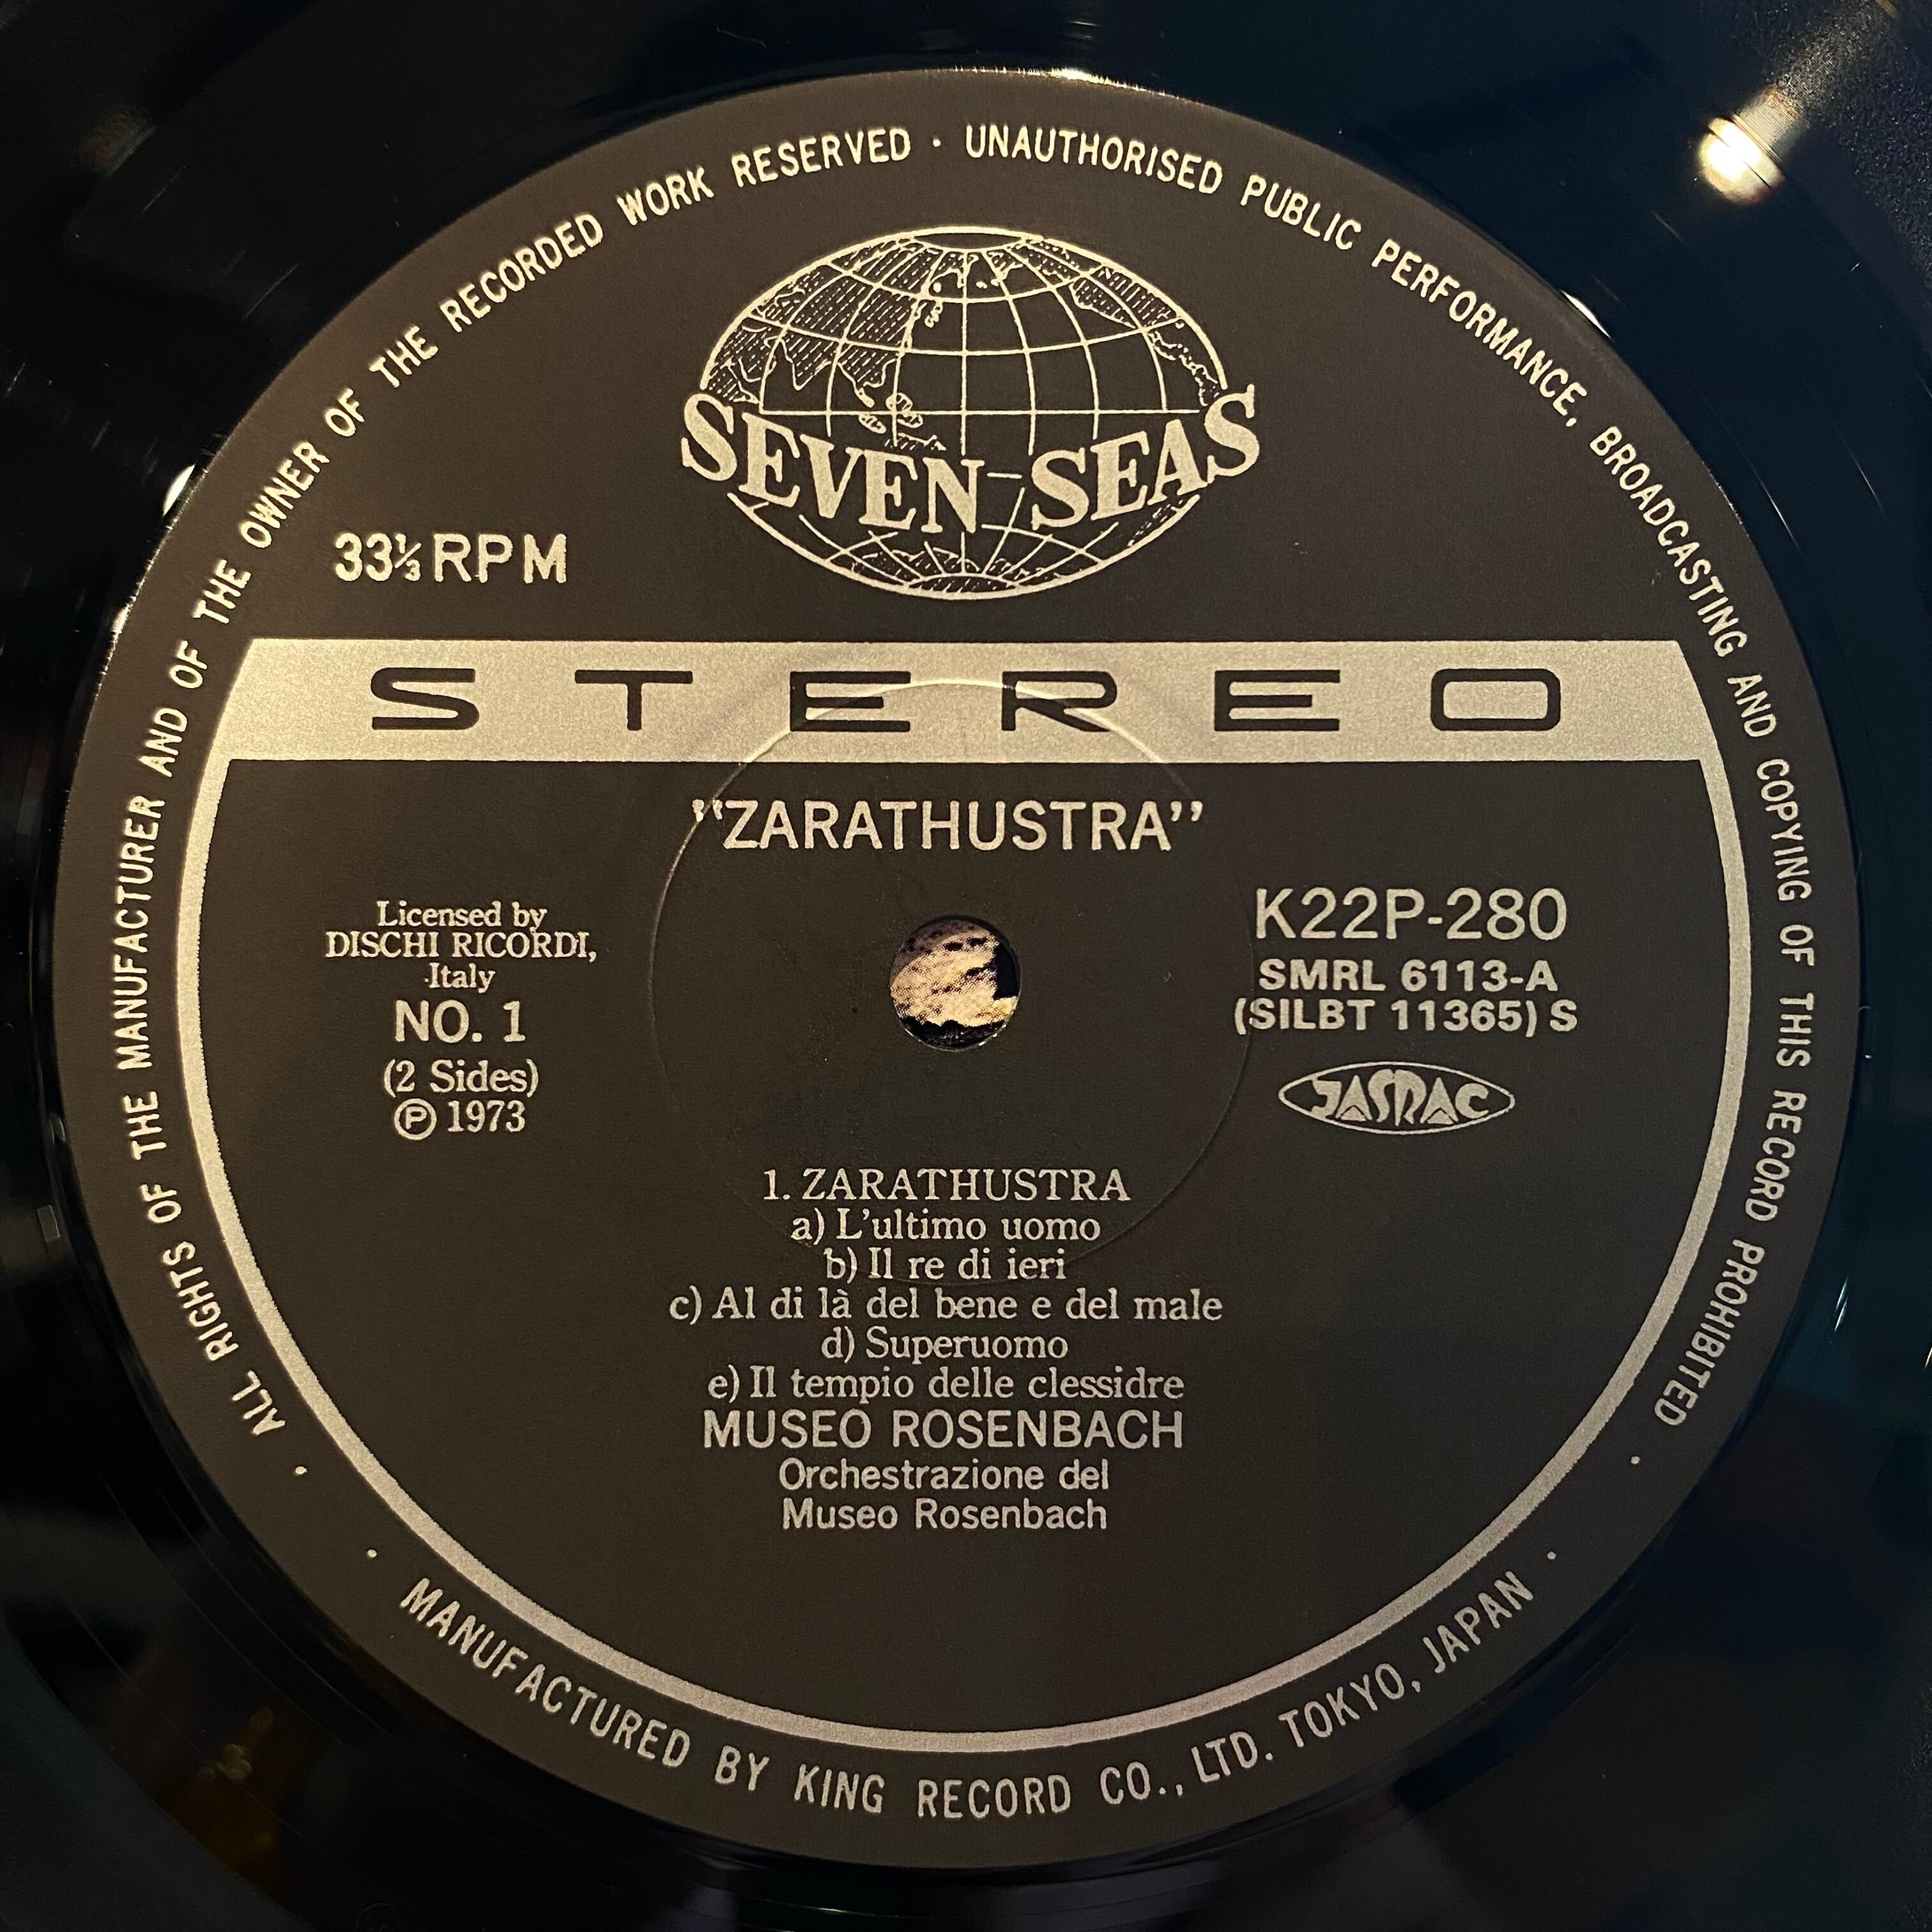 ALL RIGHTS OF THE MANUFACTURER AND OF THE OWNER OF THE RECORDED WORK RESERVED · UNAUTHORISED PUBLIC PERFORMANCE, BROADCASTING AND COPYING OF THIS RECORD PROHIBITED ·
SEVEN SEAS
33⅓ RPM
STEREO
"ZARATHUSTRA"
Licensed by
DISCHI RICORDI,
Italy
NO. 1
(2 Sides)
Ⓟ 1973
K22P-280
SMRL 6113-A
(SILBT 11365) S
JASRAC
1. ZARATHUSTRA
a) L'ultimo uomo
b) Il re di ieri
c) Al di là del bene e del male
d) Superuomo
e) Il tempio delle clessidre
MUSEO ROSENBACH
Orchestrazione del
Museo Rosenbach
· MANUFACTURED BY KING RECORD CO., LTD. TOKYO, JAPAN ·